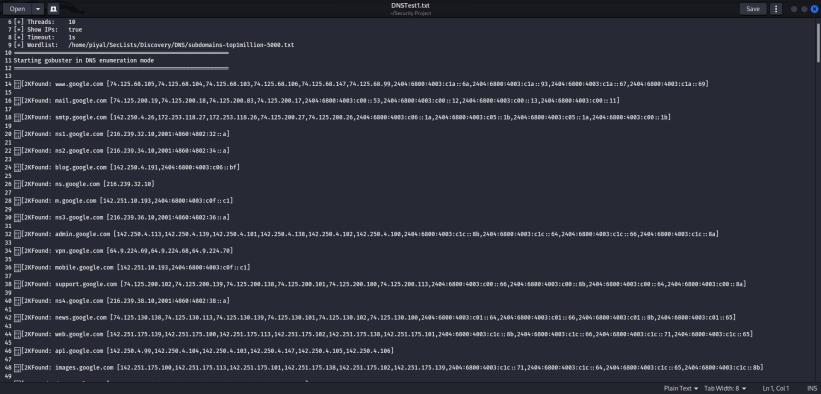 Open
DNSTest1.txt
~/Security Project
Save
6 [+] Threads: 10
7 [+] Show IPs: true
8 [+] Timeout: 1s
9 [+] Wordlist: /home/piyal/SecLists/Discovery/DNS/subdomains-top1million-5000.txt
10 ===============================================================
11 Starting gobuster in DNS enumeration mode
12 ===============================================================
13
14 [2KFound: www.google.com [74.125.68.105,74.125.68.104,74.125.68.103,74.125.68.106,74.125.68.147,74.125.68.99,2404:6800:4003:c1a::6a,2404:6800:4003:c1a::93,2404:6800:4003:c1a::67,2404:6800:4003:c1a::69]
15
16 [2KFound: mail.google.com [74.125.200.19,74.125.200.18,74.125.200.83,74.125.200.17,2404:6800:4003:c00::53,2404:6800:4003:c00::12,2404:6800:4003:c00::13,2404:6800:4003:c00::11]
17
18 [2KFound: smtp.google.com [142.250.4.26,172.253.118.27,172.253.118.26,74.125.200.27,74.125.200.26,2404:6800:4003:c06::1a,2404:6800:4003:c05::1b,2404:6800:4003:c05::1a,2404:6800:4003:c00::1b]
19
20 [2KFound: ns1.google.com [216.239.32.10,2001:4860:4802:32::a]
21
22 [2KFound: ns2.google.com [216.239.34.10,2001:4860:4802:34::a]
23
24 [2KFound: blog.google.com [142.250.4.191,2404:6800:4003:c06::bf]
25
26 [2KFound: ns.google.com [216.239.32.10]
27
28 [2KFound: m.google.com [142.251.10.193,2404:6800:4003:c0f::c1]
29
30 [2KFound: ns3.google.com [216.239.36.10,2001:4860:4802:36::a]
31
32 [2KFound: admin.google.com [142.250.4.113,142.250.4.139,142.250.4.101,142.250.4.138,142.250.4.102,142.250.4.100,2404:6800:4003:c1c::8b,2404:6800:4003:c1c::64,2404:6800:4003:c1c::66,2404:6800:4003:c1c::8a]
33
34 [2KFound: vpn.google.com [64.9.224.69,64.9.224.68,64.9.224.70]
35
36 [2KFound: mobile.google.com [142.251.10.193,2404:6800:4003:c0f::c1]
37
38 [2KFound: support.google.com [74.125.200.102,74.125.200.139,74.125.200.138,74.125.200.101,74.125.200.100,74.125.200.113,2404:6800:4003:c00::66,2404:6800:4003:c00::8b,2404:6800:4003:c00::64,2404:6800:4003:c00::8a]
39
40 [2KFound: ns4.google.com [216.239.38.10,2001:4860:4802:38::a]
41
42 [2KFound: news.google.com [74.125.130.138,74.125.130.113,74.125.130.139,74.125.130.101,74.125.130.102,74.125.130.100,2404:6800:4003:c01::64,2404:6800:4003:c01::66,2404:6800:4003:c01::8b,2404:6800:4003:c01::65]
43
44 [2KFound: web.google.com [142.251.175.139,142.251.175.100,142.251.175.113,142.251.175.102,142.251.175.138,142.251.175.101,2404:6800:4003:c1c::8b,2404:6800:4003:c1c::66,2404:6800:4003:c1c::71,2404:6800:4003:c1c::65]
45
46 [2KFound: api.google.com [142.250.4.99,142.250.4.104,142.250.4.103,142.250.4.147,142.250.4.105,142.250.4.106]
47
48 [2KFound: images.google.com [142.251.175.100,142.251.175.113,142.251.175.101,142.251.175.138,142.251.175.102,142.251.175.139,2404:6800:4003:c1c::71,2404:6800:4003:c1c::64,2404:6800:4003:c1c::65,2404:6800:4003:c1c::8b]
49
Plain Text
Tab Width: 8
Ln 1, Col 1
INS